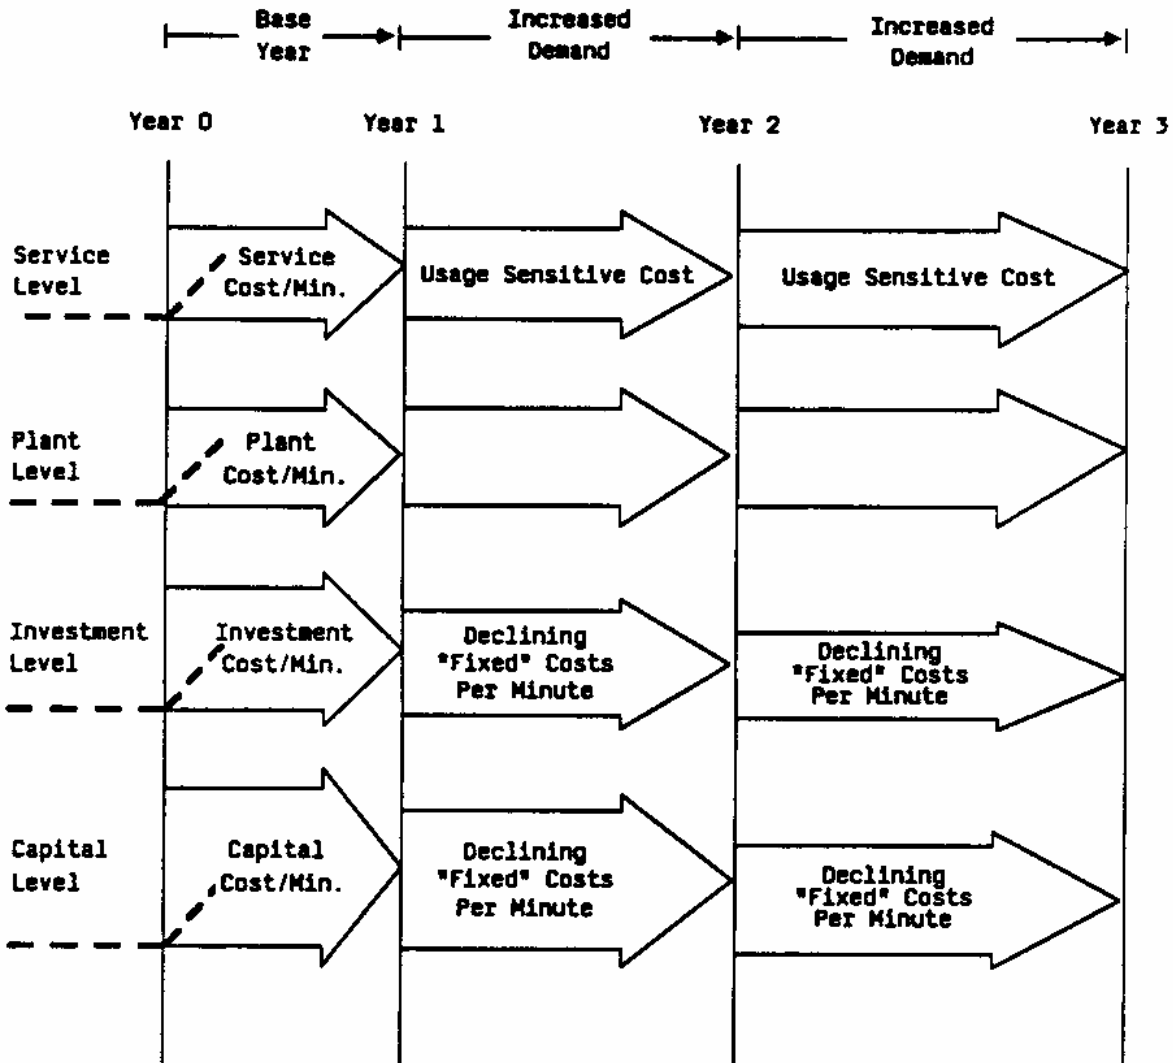 Base
Year
Increased
Demand
Increased
Demand
Year 0
Year 1
Year 2
Year 3
Service
Level
Service
Cost/Min.
Usage Sensitive Cost
Usage Sensitive Cost
Plant
Level
Plant
Cost/Min.
Investment
Level
Investment
Cost/Min.
Declining
"Fixed" Costs
Per Minute
Declining
"Fixed" Costs
Per Minute
Capital
Level
Capital
Cost/Min.
Declining
"Fixed" Costs
Per Minute
Declining
"Fixed" Costs
Per Minute